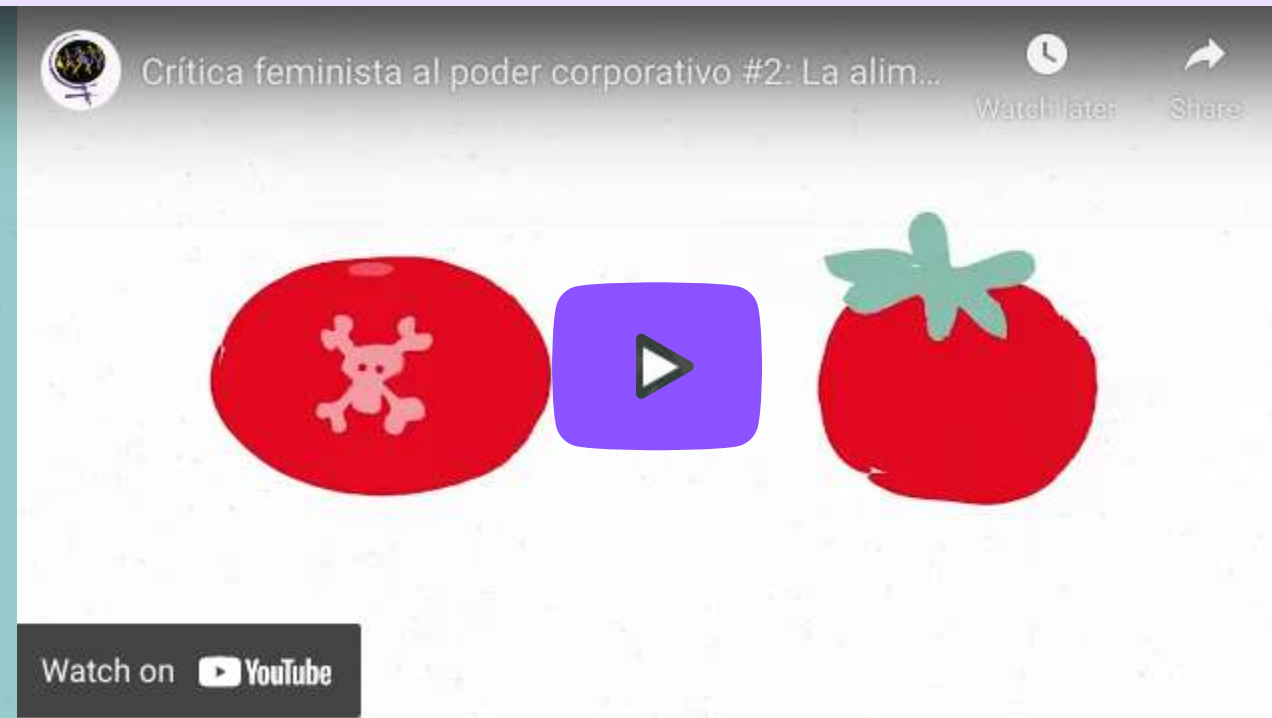 Crítica feminista al poder corporativo #2: La alim...
Watch later
Share
Watch on YouTube